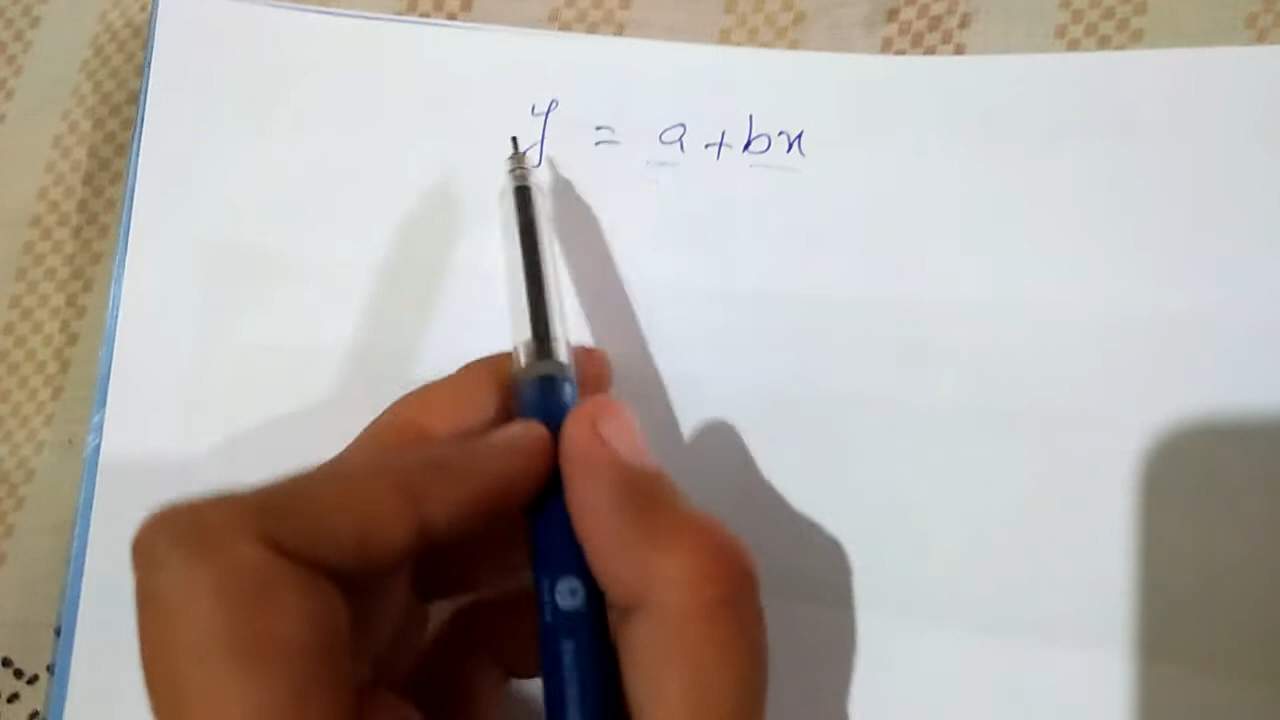 y = a + bx